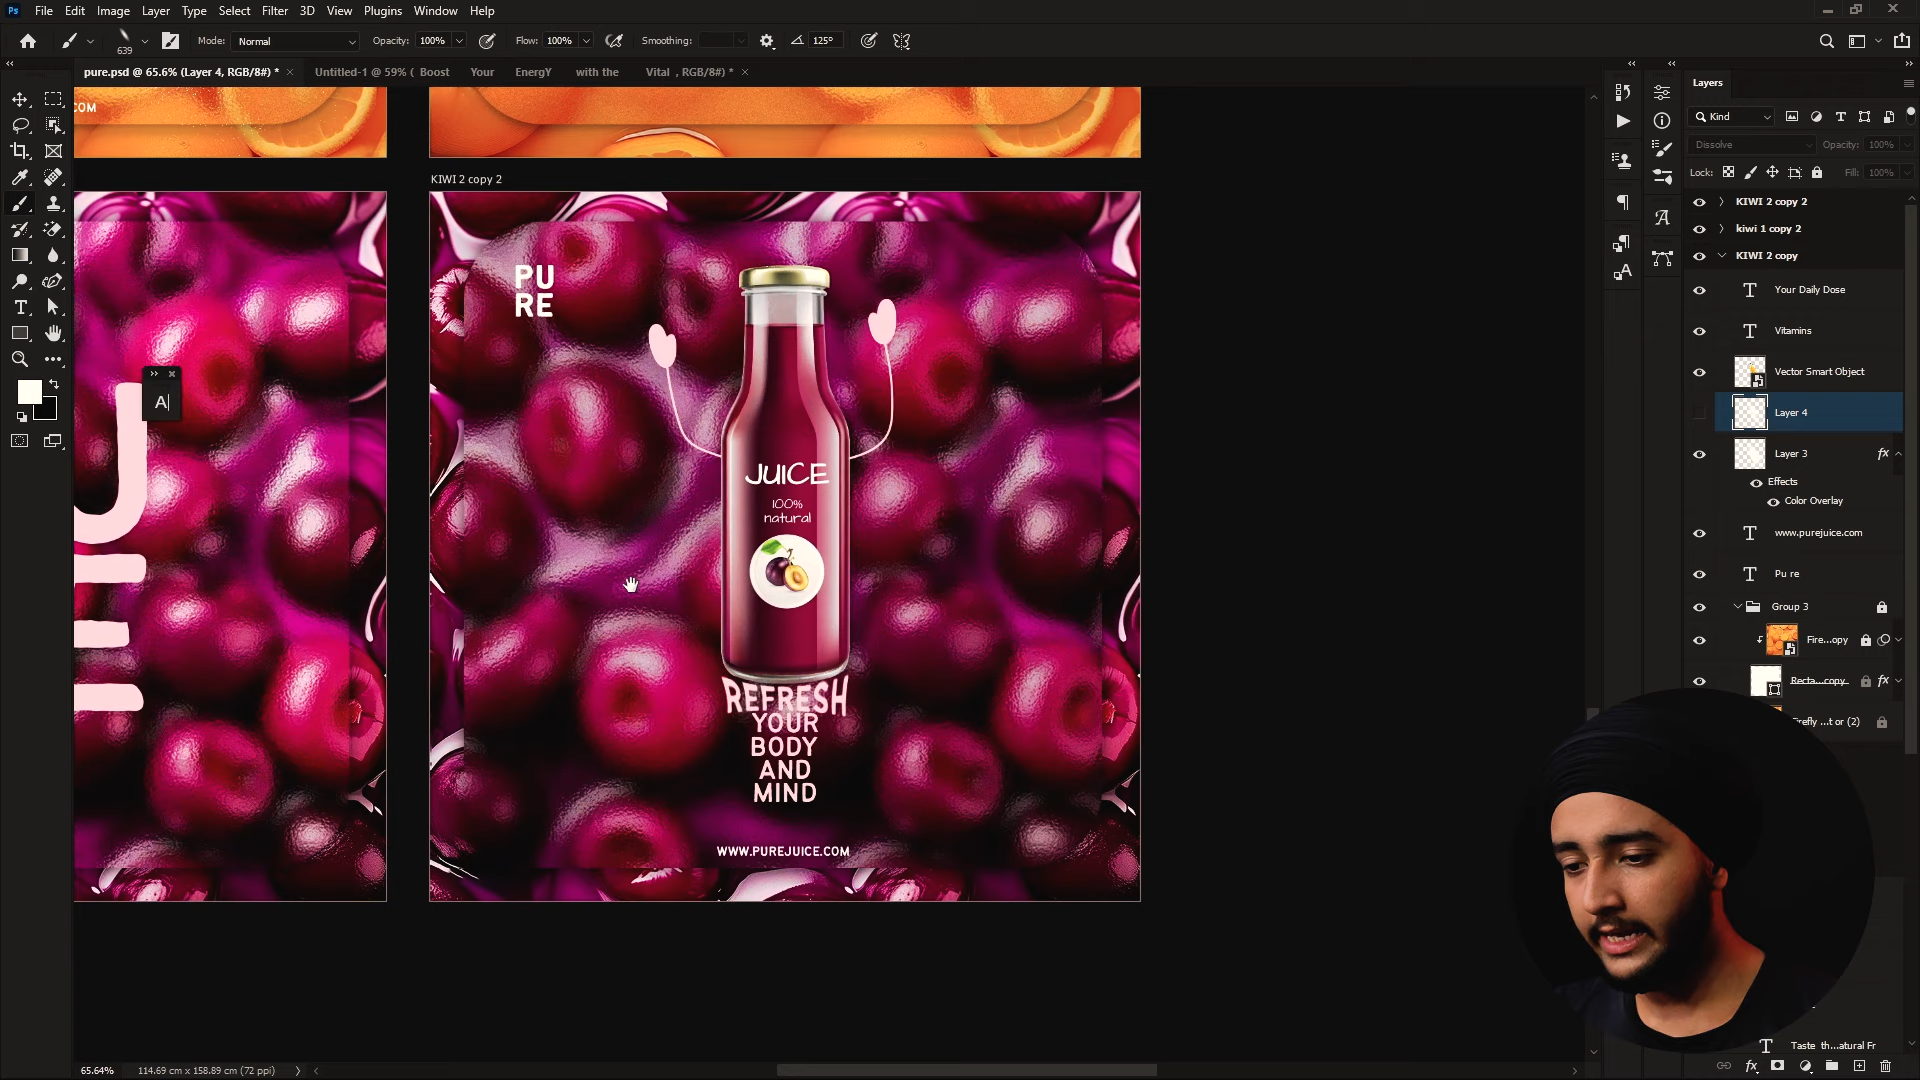 Ps File Edit Image Layer Type Select Filter 3D View Plugins Window Help
639 Mode: Normal Opacity: 100% Flow: 100% Smoothing: 125°
pure.psd @ 65.6% (Layer 4, RGB/8#) * × Untitled-1 @ 59% ( Boost Your EnergY with the Vital , RGB/8#) * ×
Layers
Kind
Dissolve Opacity: 100%
Lock: Fill: 100%
KIWI 2 copy 2
kiwi 1 copy 2
KIWI 2 copy
Your Daily Dose
Vitamins
Vector Smart Object
Layer 4
Layer 3 fx
Effects
Color Overlay
www.purejuice.com
Pu re
Group 3
Fire...opy
Recta...copy fx
Firefly ...t or (2)
Taste th...atural Fr
COM
KIWI 2 copy 2
PU
RE
JUICE
100%
natural
REFRESH
YOUR
BODY
AND
MIND
WWW.PUREJUICE.COM
65.64% 114.69 cm x 158.89 cm (72 ppi)